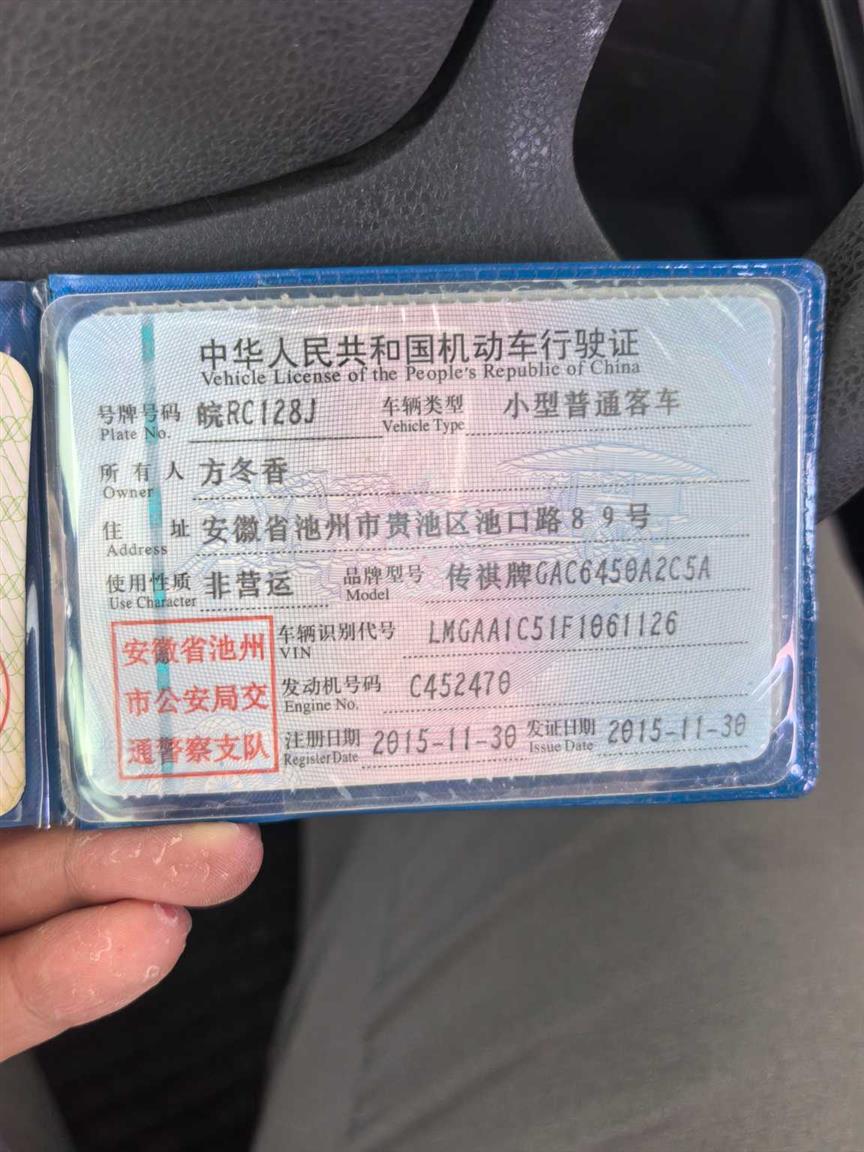 中华人民共和国机动车行驶证
Vehicle License of the People's Republic of China
号牌号码 皖RC128J 车辆类型 小型普通客车
Plate No. Vehicle Type
所有人 方冬香
Owner
住址 安徽省池州市贵池区池口路89号
Address
使用性质 非营运 品牌型号 传祺牌GAC6450A2C5A
Use Character Model
安徽省池州
市公安局交
通警察支队
车辆识别代号 LMGAA1C51F1061126
VIN
发动机号码 C452470
Engine No.
注册日期 2015-11-30 发证日期 2015-11-30
Register Date Issue Date